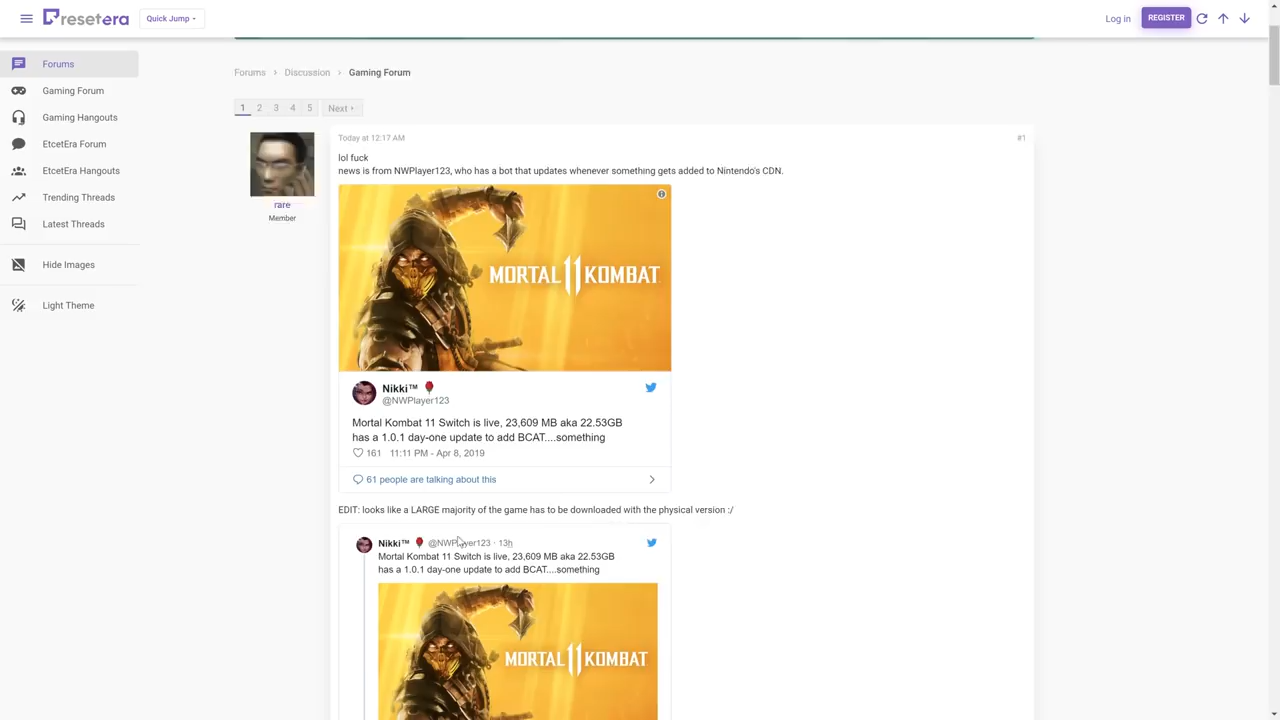 resetera
Quick Jump
Log in
REGISTER
Forums
Gaming Forum
Gaming Hangouts
EtcetEra Forum
EtcetEra Hangouts
Trending Threads
Latest Threads
Hide Images
Light Theme
Forums › Discussion › Gaming Forum
1 2 3 4 5 Next ›
rare
Member
Today at 12:17 AM #1
lol fuck
news is from NWPlayer123, who has a bot that updates whenever something gets added to Nintendo's CDN.
MORTAL 11 KOMBAT
Nikki™
@NWPlayer123
Mortal Kombat 11 Switch is live, 23,609 MB aka 22.53GB
has a 1.0.1 day-one update to add BCAT....something
161 11:11 PM - Apr 8, 2019
61 people are talking about this
EDIT: looks like a LARGE majority of the game has to be downloaded with the physical version :/
Nikki™ @NWPlayer123 · 13h
Mortal Kombat 11 Switch is live, 23,609 MB aka 22.53GB
has a 1.0.1 day-one update to add BCAT....something
MORTAL 11 KOMBAT